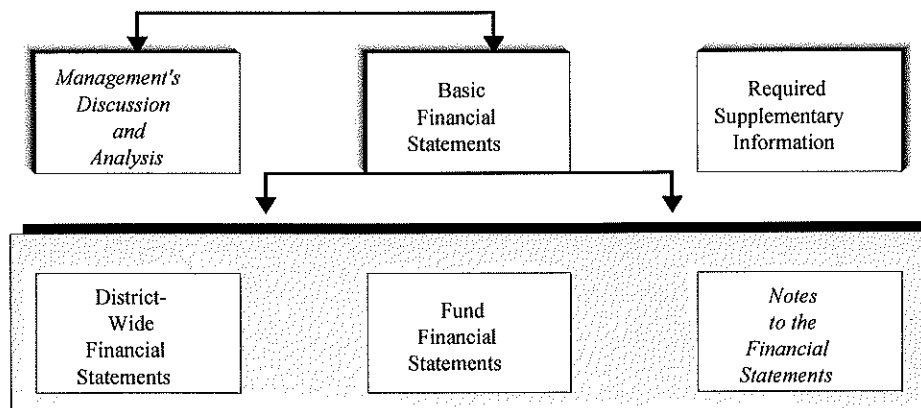 Management's
Discussion
and
Analysis
Basic
Financial
Statements
Required
Supplementary
Information
District-
Wide
Financial
Statements
Fund
Financial
Statements
Notes
to the
Financial
Statements